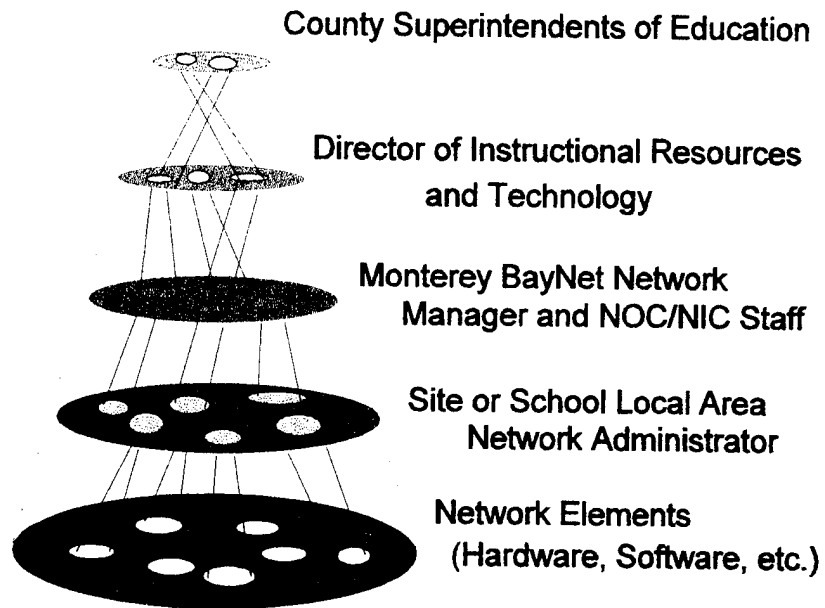 County Superintendents of Education
Director of Instructional Resources
and Technology
Monterey BayNet Network
Manager and NOC/NIC Staff
Site or School Local Area
Network Administrator
Network Elements
(Hardware, Software, etc.)